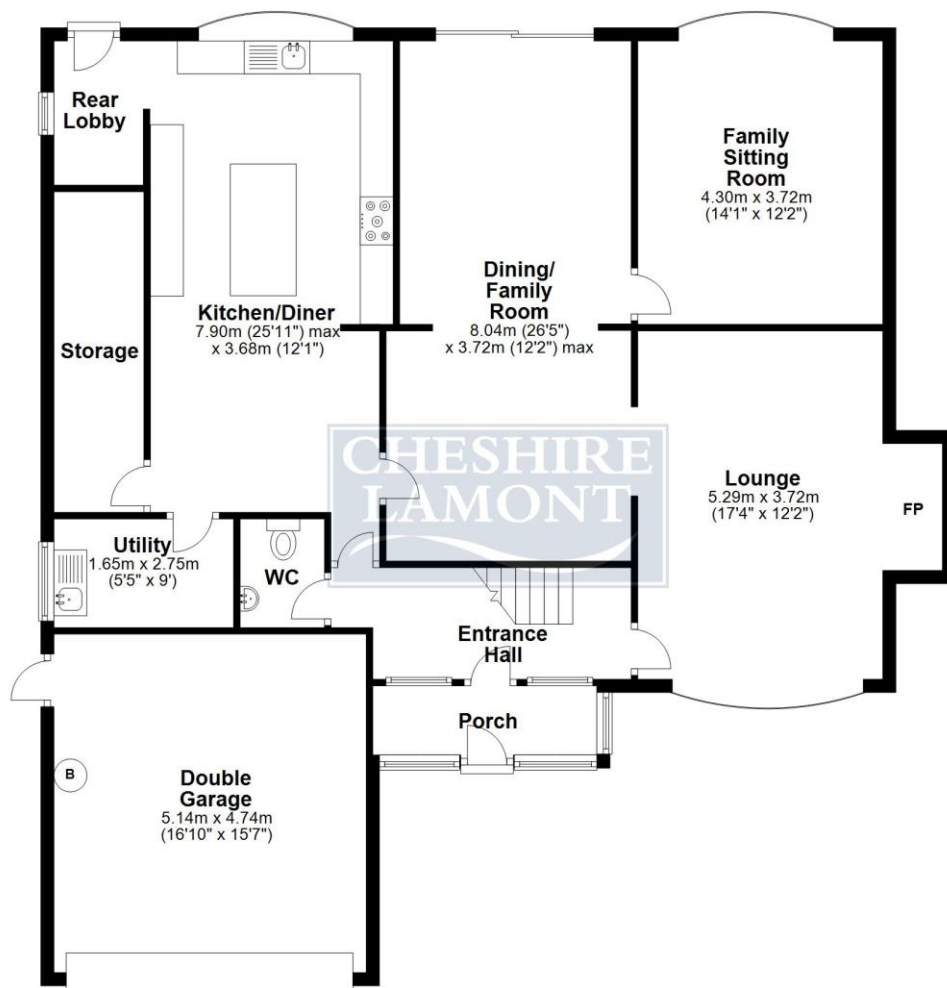 Rear
Lobby
Family
Sitting
Room
4.30m x 3.72m
(14'1" x 12'2")
Kitchen/Diner
7.90m (25'11") max
x 3.68m (12'1")
Dining/
Family
Room
8.04m (26'5")
x 3.72m (12'2") max
Storage
CHESHIRE
LAMONT
Lounge
5.29m x 3.72m
(17'4" x 12'2")
FP
Utility
1.65m x 2.75m
(5'5" x 9')
WC
Entrance
Hall
Porch
B
Double
Garage
5.14m x 4.74m
(16'10" x 15'7")